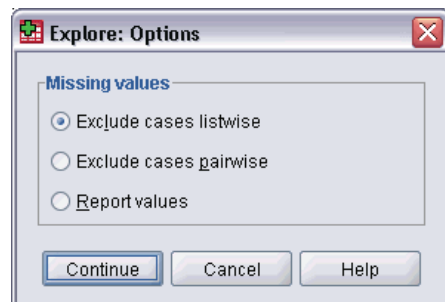 Explore: Options
Missing values
Exclude cases listwise
Exclude cases pairwise
Report values
Continue Cancel Help